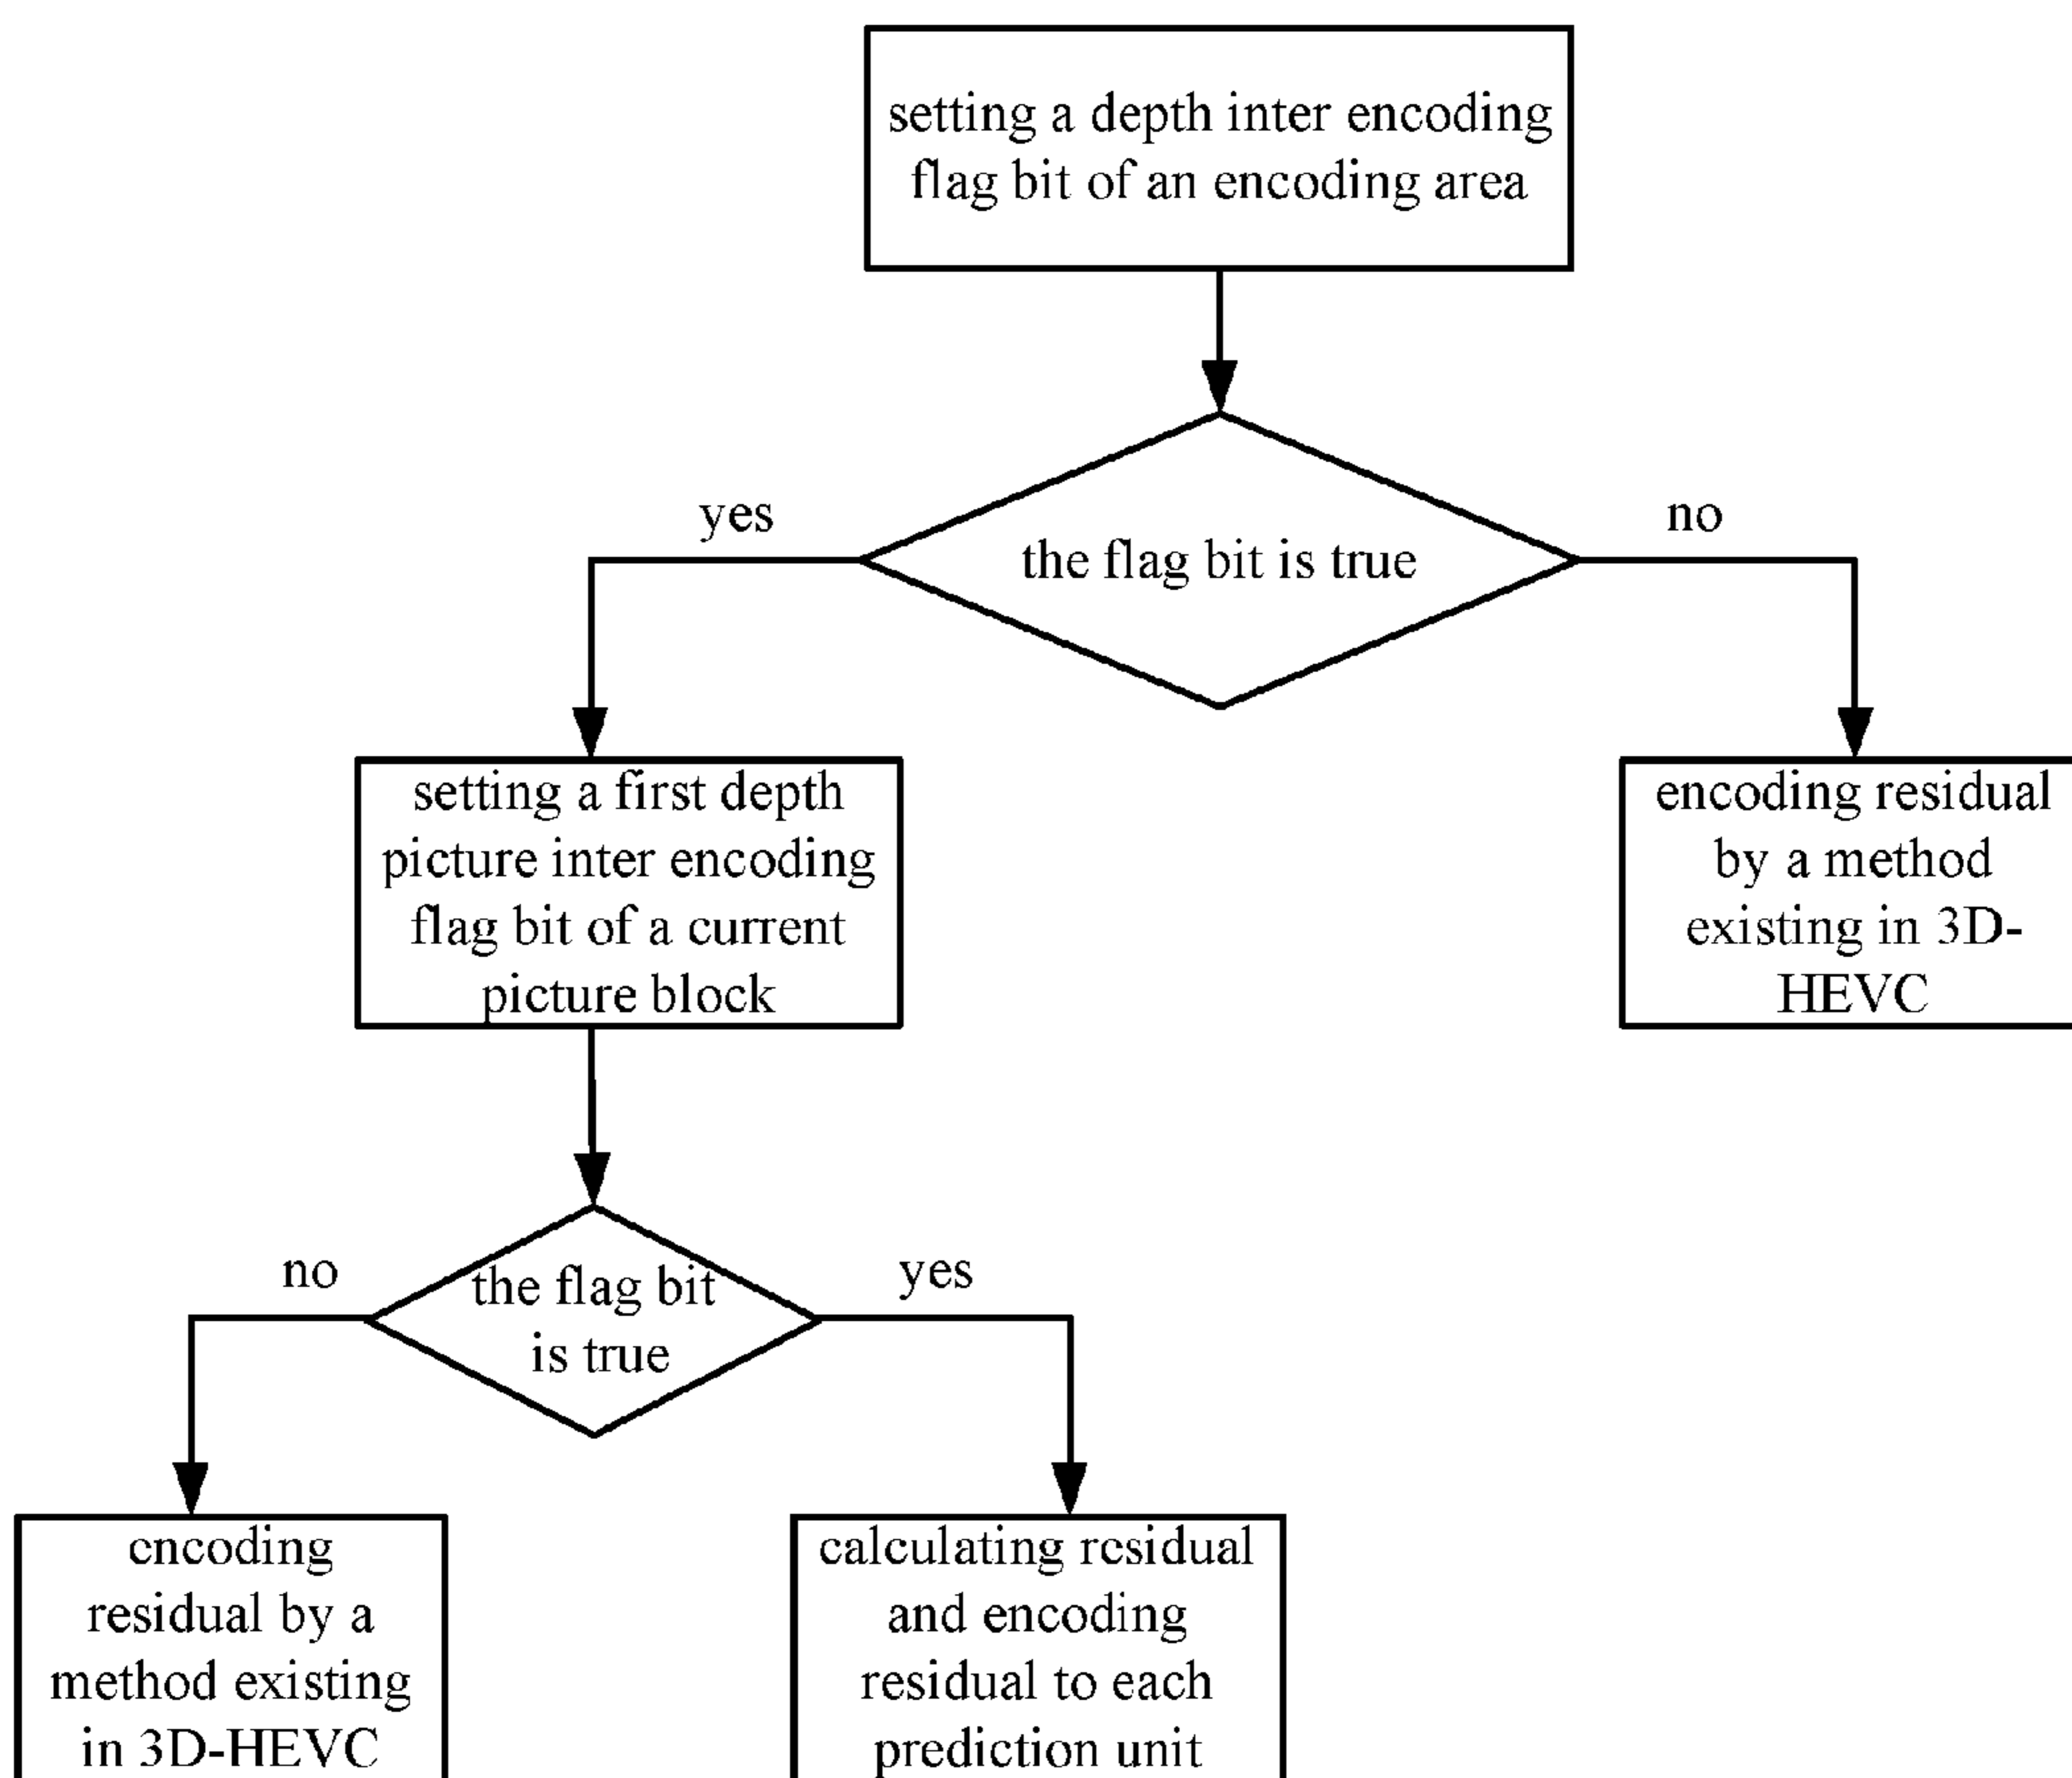 setting a depth inter encoding
flag bit of an encoding area
yes
no
the flag bit is true
setting a first depth
picture inter encoding
flag bit of a current
picture block
encoding residual
by a method
existing in 3D-
HEVC
no
yes
the flag bit
is true
encoding
residual by a
method existing
in 3D-HEVC
calculating residual
and encoding
residual to each
prediction unit